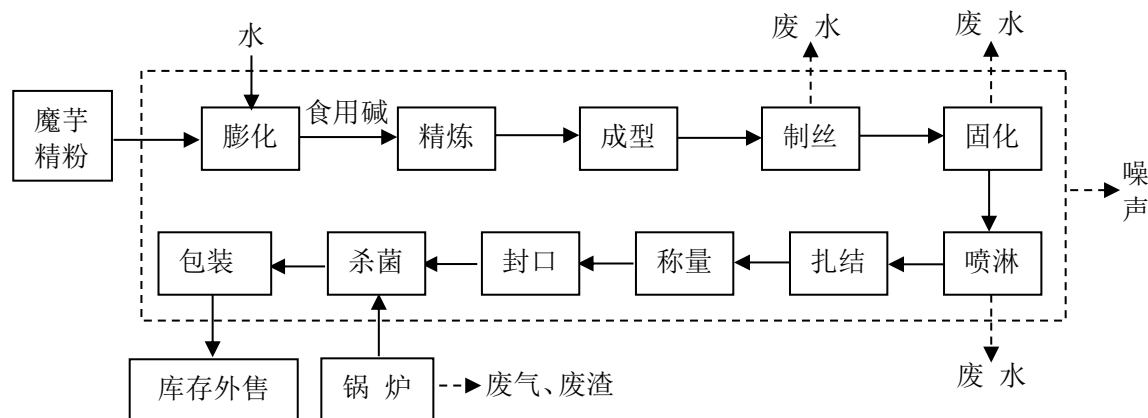 废 水
废 水
水
魔芋
精粉
膨化
食用碱
精炼
成型
制丝
固化
噪
声
包装
杀菌
封口
称量
扎结
喷淋
库存外售
锅 炉
废气、废渣
废 水